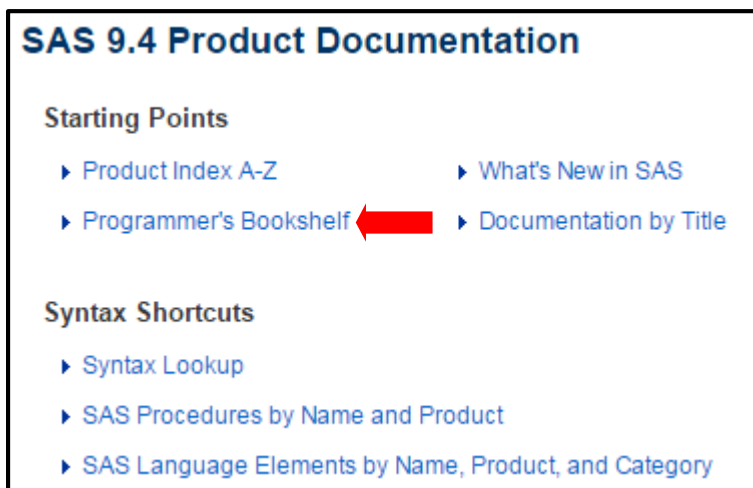 SAS 9.4 Product Documentation
Starting Points
Product Index A-Z
What's New in SAS
Programmer's Bookshelf
Documentation by Title
Syntax Shortcuts
Syntax Lookup
SAS Procedures by Name and Product
SAS Language Elements by Name, Product, and Category